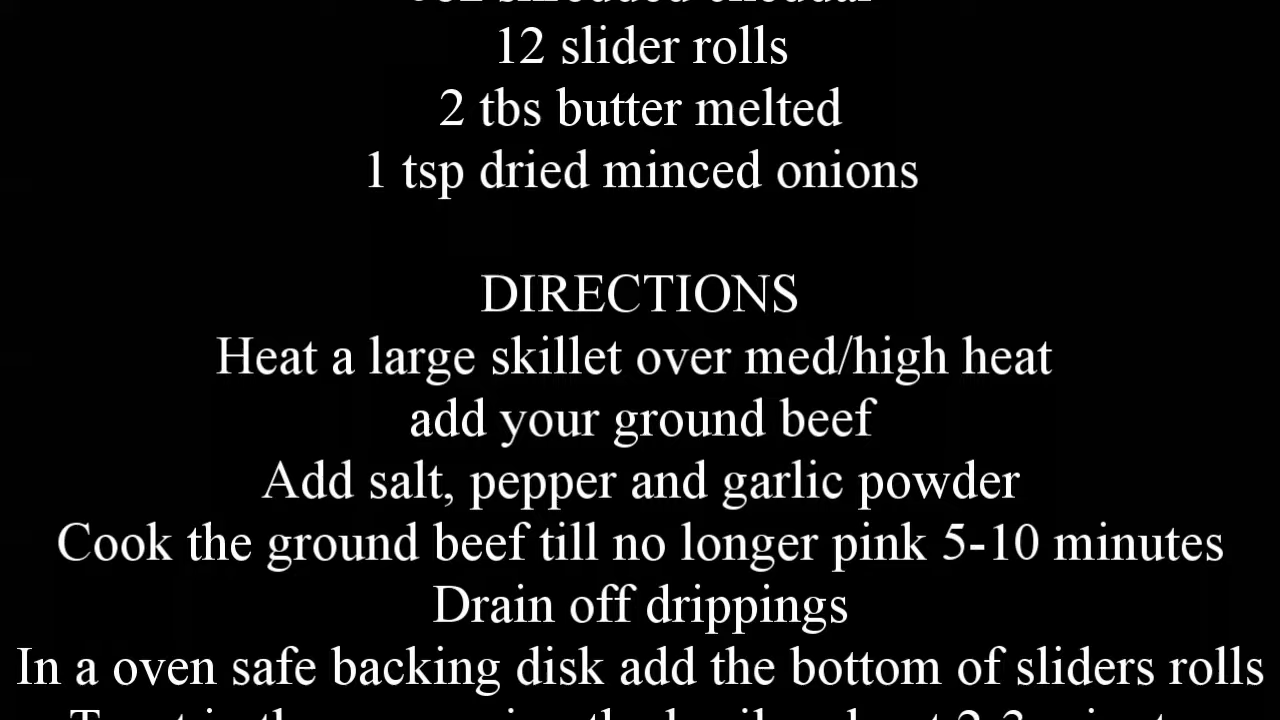 shredded cheddar
12 slider rolls
2 tbs butter melted
1 tsp dried minced onions
DIRECTIONS
Heat a large skillet over med/high heat
add your ground beef
Add salt, pepper and garlic powder
Cook the ground beef till no longer pink 5-10 minutes
Drain off drippings
In a oven safe backing disk add the bottom of sliders rolls